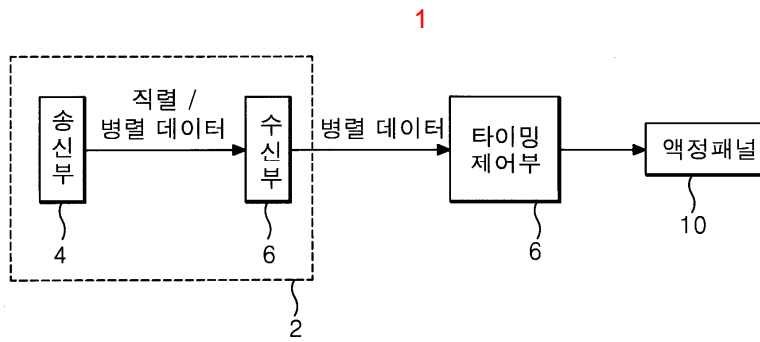 1
직렬 /
병렬 데이터
송신부
수신부
병렬 데이터
타이밍
제어부
액정패널
4
6
6
10
2